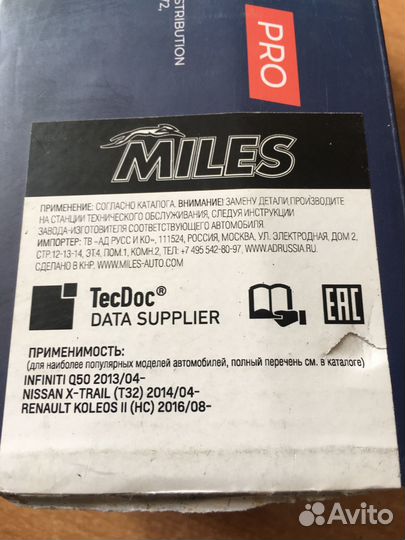 STRIBUTION
72,
PRO
MILES
ПРИМЕНЕНИЕ: СОГЛАСНО КАТАЛОГА. ВНИМАНИЕ! ЗАМЕНУ ДЕТАЛИ ПРОИЗВОДИТЕ
НА СТАНЦИИ ТЕХНИЧЕСКОГО ОБСЛУЖИВАНИЯ, СЛЕДУЯ ИНСТРУКЦИИ
ЗАВОДА-ИЗГОТОВИТЕЛЯ СООТВЕТСТВУЮЩЕГО АВТОМОБИЛЯ.
ИМПОРТЕР: ТВ «АД РУСС И КО», 111524, РОССИЯ, МОСКВА, УЛ. ЭЛЕКТРОДНАЯ, ДОМ 2,
СТР.12-13-14, ЭТ.4, ПОМ.1, КОМН.2, ТЕЛ: +7 495 542-80-97, WWW.ADRUSSIA.RU.
СДЕЛАНО В КНР. WWW.MILES-AUTO.COM
TecDoc®
DATA SUPPLIER
EAC
ПРИМЕНИМОСТЬ:
(для наиболее популярных моделей автомобилей, полный перечень см. в каталоге)
INFINITI Q50 2013/04-
NISSAN X-TRAIL (T32) 2014/04-
RENAULT KOLEOS II (HC) 2016/08-
Avito